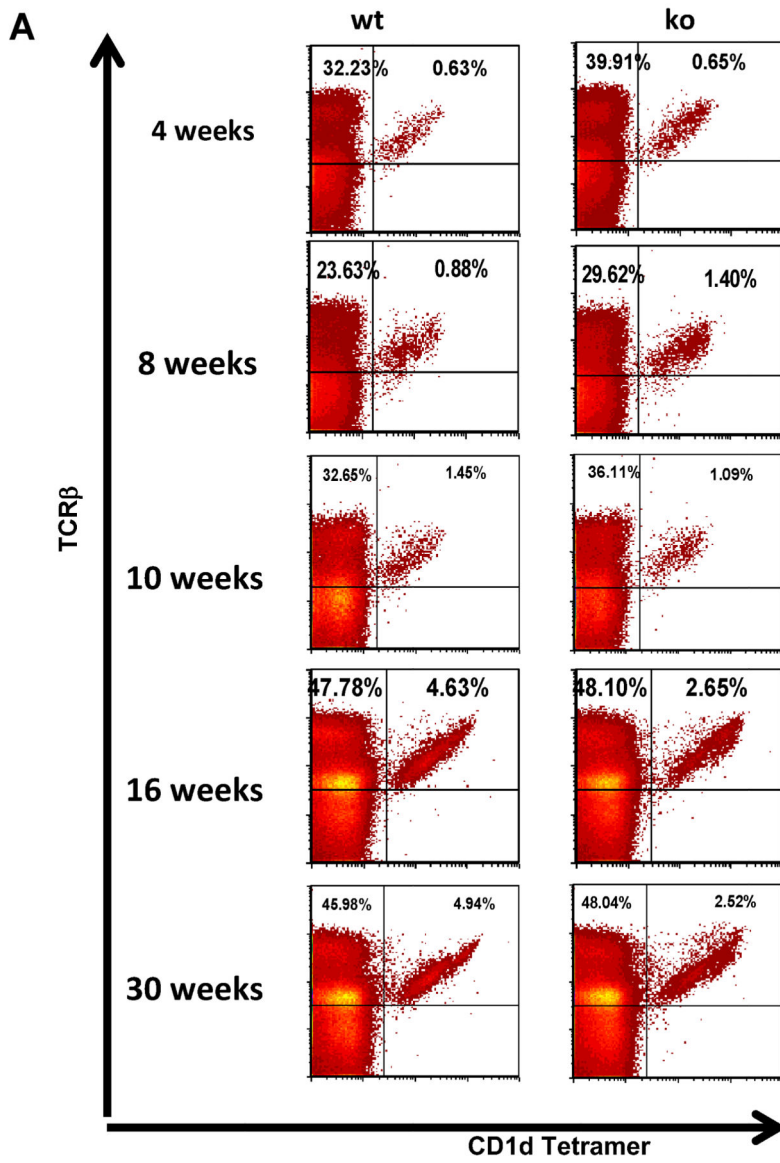 A
wt
ko
4 weeks
32.23% 0.63%
39.91% 0.65%
8 weeks
23.63% 0.88%
29.62% 1.40%
TCRβ
10 weeks
32.65% 1.45%
36.11% 1.09%
16 weeks
47.78% 4.63%
48.10% 2.65%
30 weeks
45.98% 4.94%
48.04% 2.52%
CD1d Tetramer